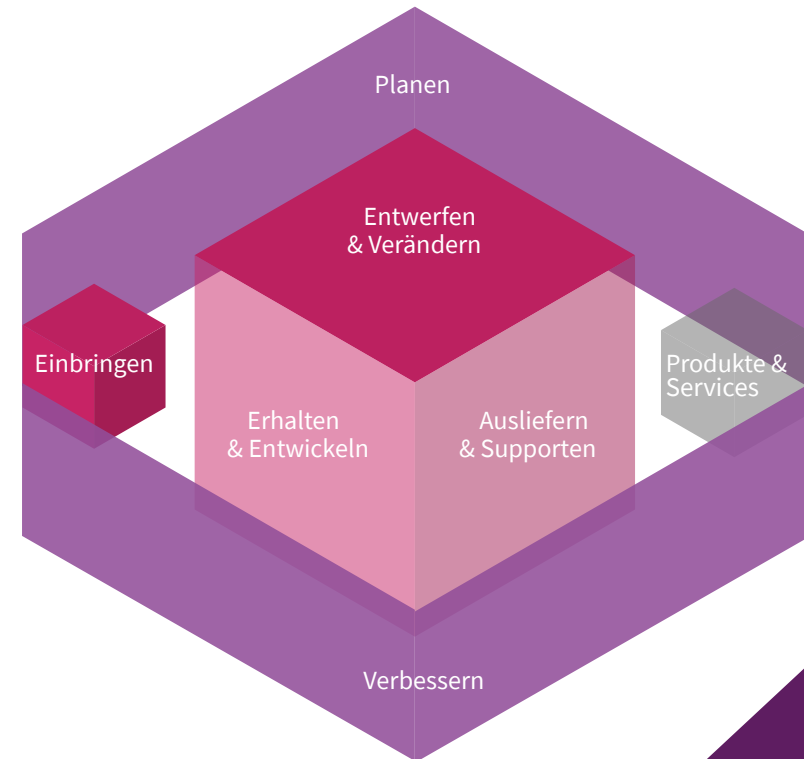 Planen
Entwerfen
& Verändern
Einbringen
Produkte &
Services
Erhalten
& Entwickeln
Ausliefern
& Supporten
Verbessern